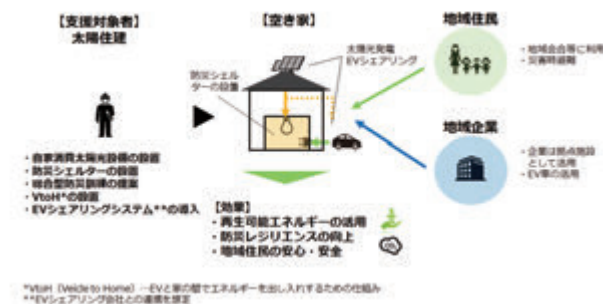 【支援対象者】
太陽住建
・自家消費太陽光設備の設置
・防災シェルターの設置
・総合型防災訓練の提案
・VtoH*の設置
・EVシェアリングシステム**の導入
【空き家】
防災シェル
ターの設置
太陽光発電
EVシェアリング
【効果】
・再生可能エネルギーの活用
・防災レジリエンスの向上
・地域住民の安心・安全
地域住民
・地域会合等に利用
・災害時避難
地域企業
・企業は拠点施設
として活用
・EV車の活用
*VtoH（Veicle to Home）…EVと家の間でエネルギーを出し入れするための仕組み
**EVシェアリング会社との連携を想定